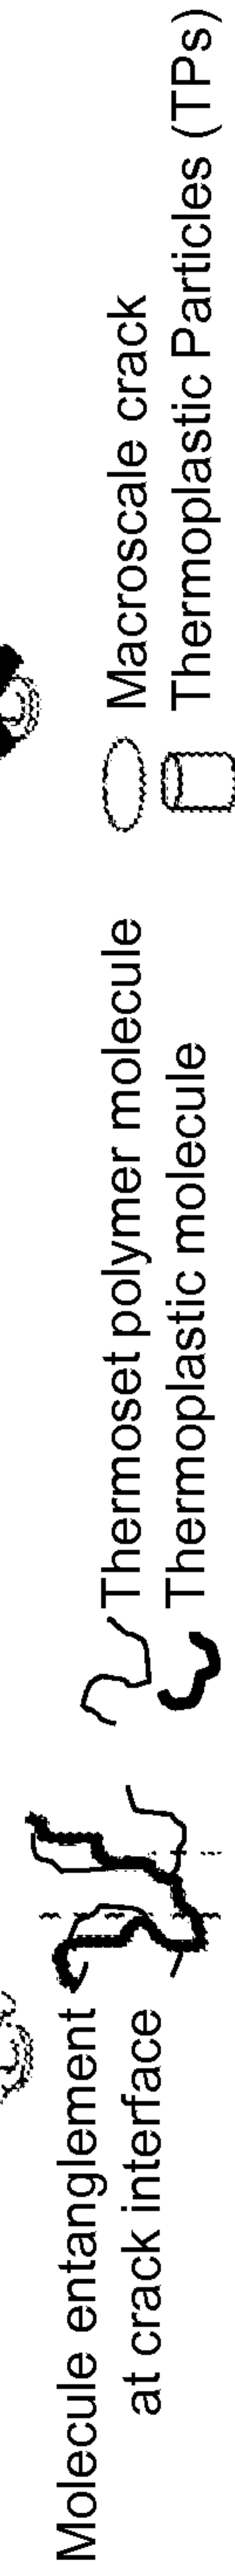 Molecule entanglement
at crack interface
Thermoset polymer molecule
Thermoplastic molecule
Macroscale crack
Thermoplastic Particles (TPs)